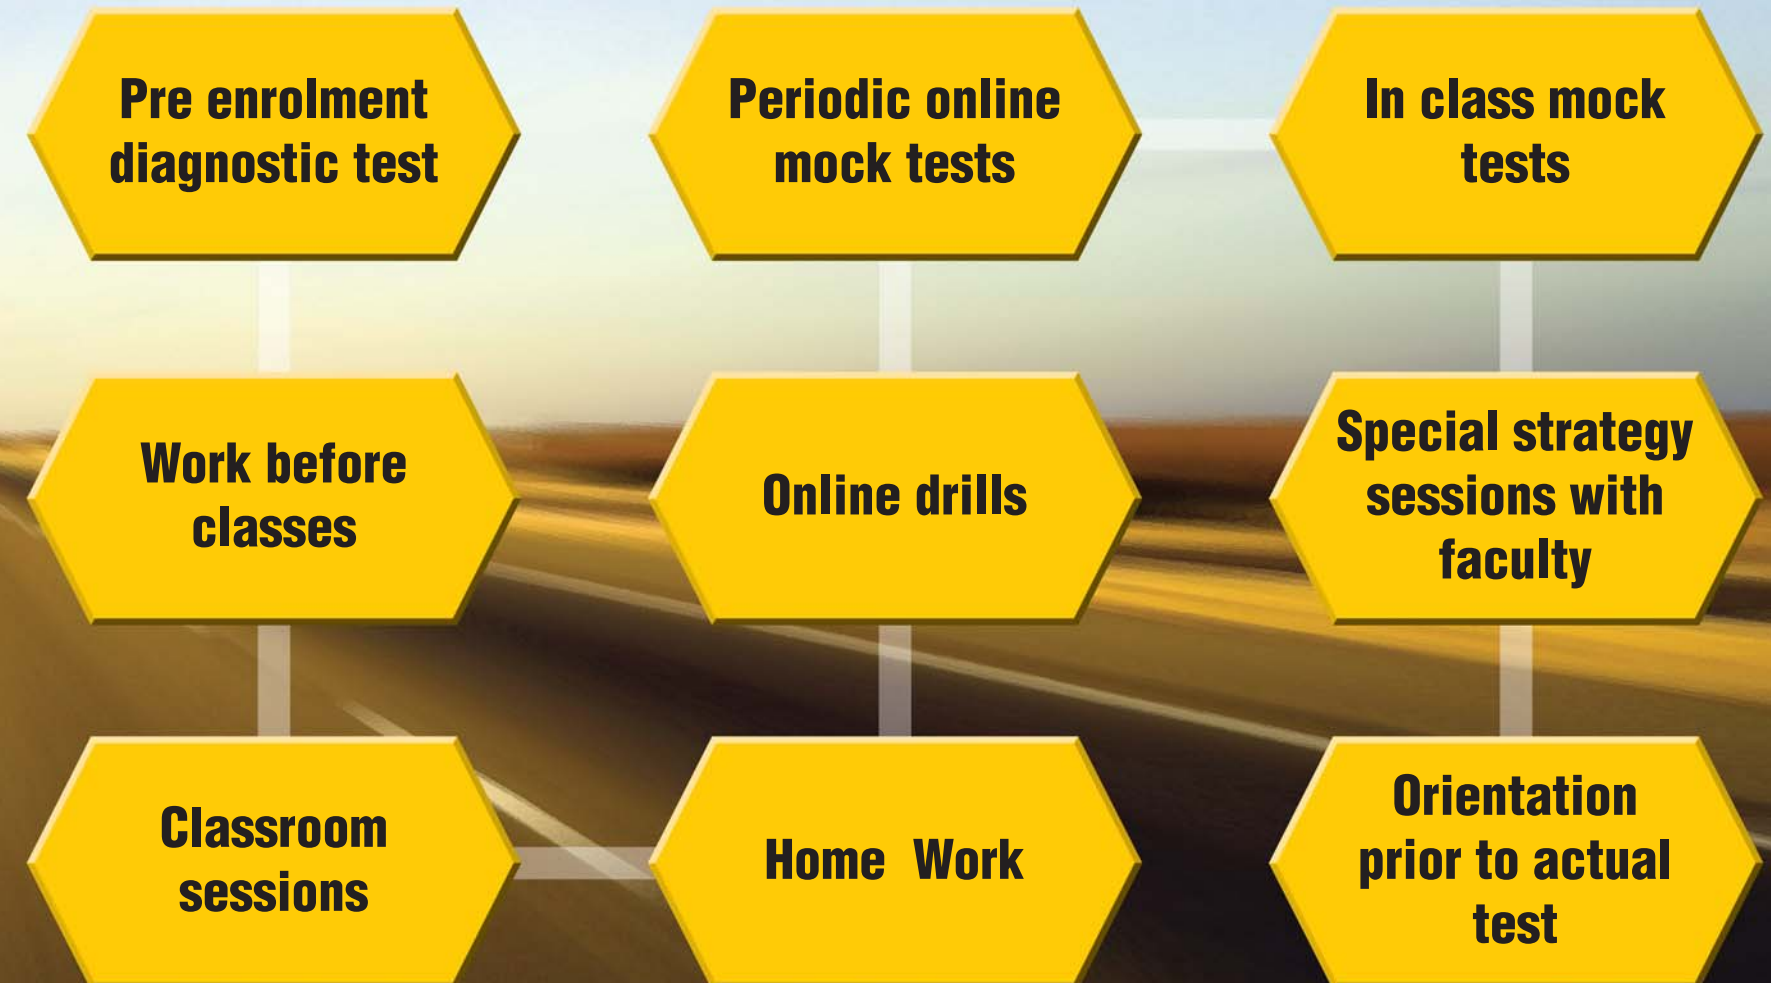 Pre enrolment
diagnostic test
Work before
classes
Classroom
sessions
Home  Work
Online drills
Periodic online
mock tests
In class mock
tests
Special strategy
sessions with
faculty
Orientation
prior to actual
test